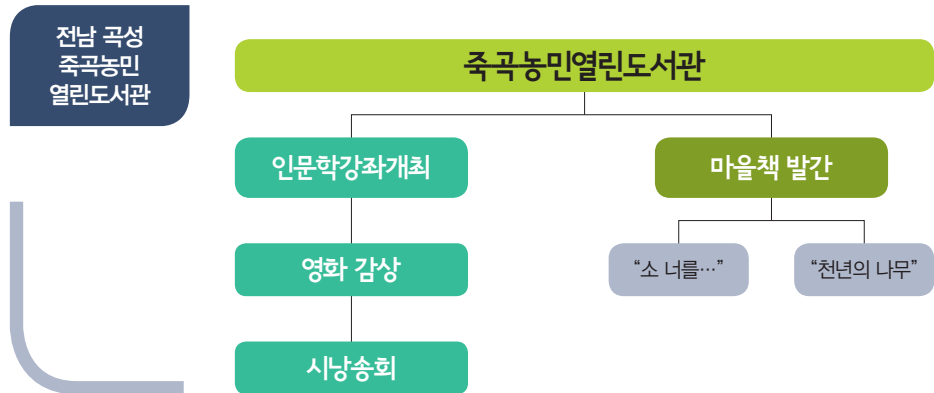 전남 곡성
죽곡농민
열린도서관
죽곡농민열린도서관
인문학강좌개최
마을책 발간
영화 감상
“소 너를…”
“천년의 나무”
시낭송회